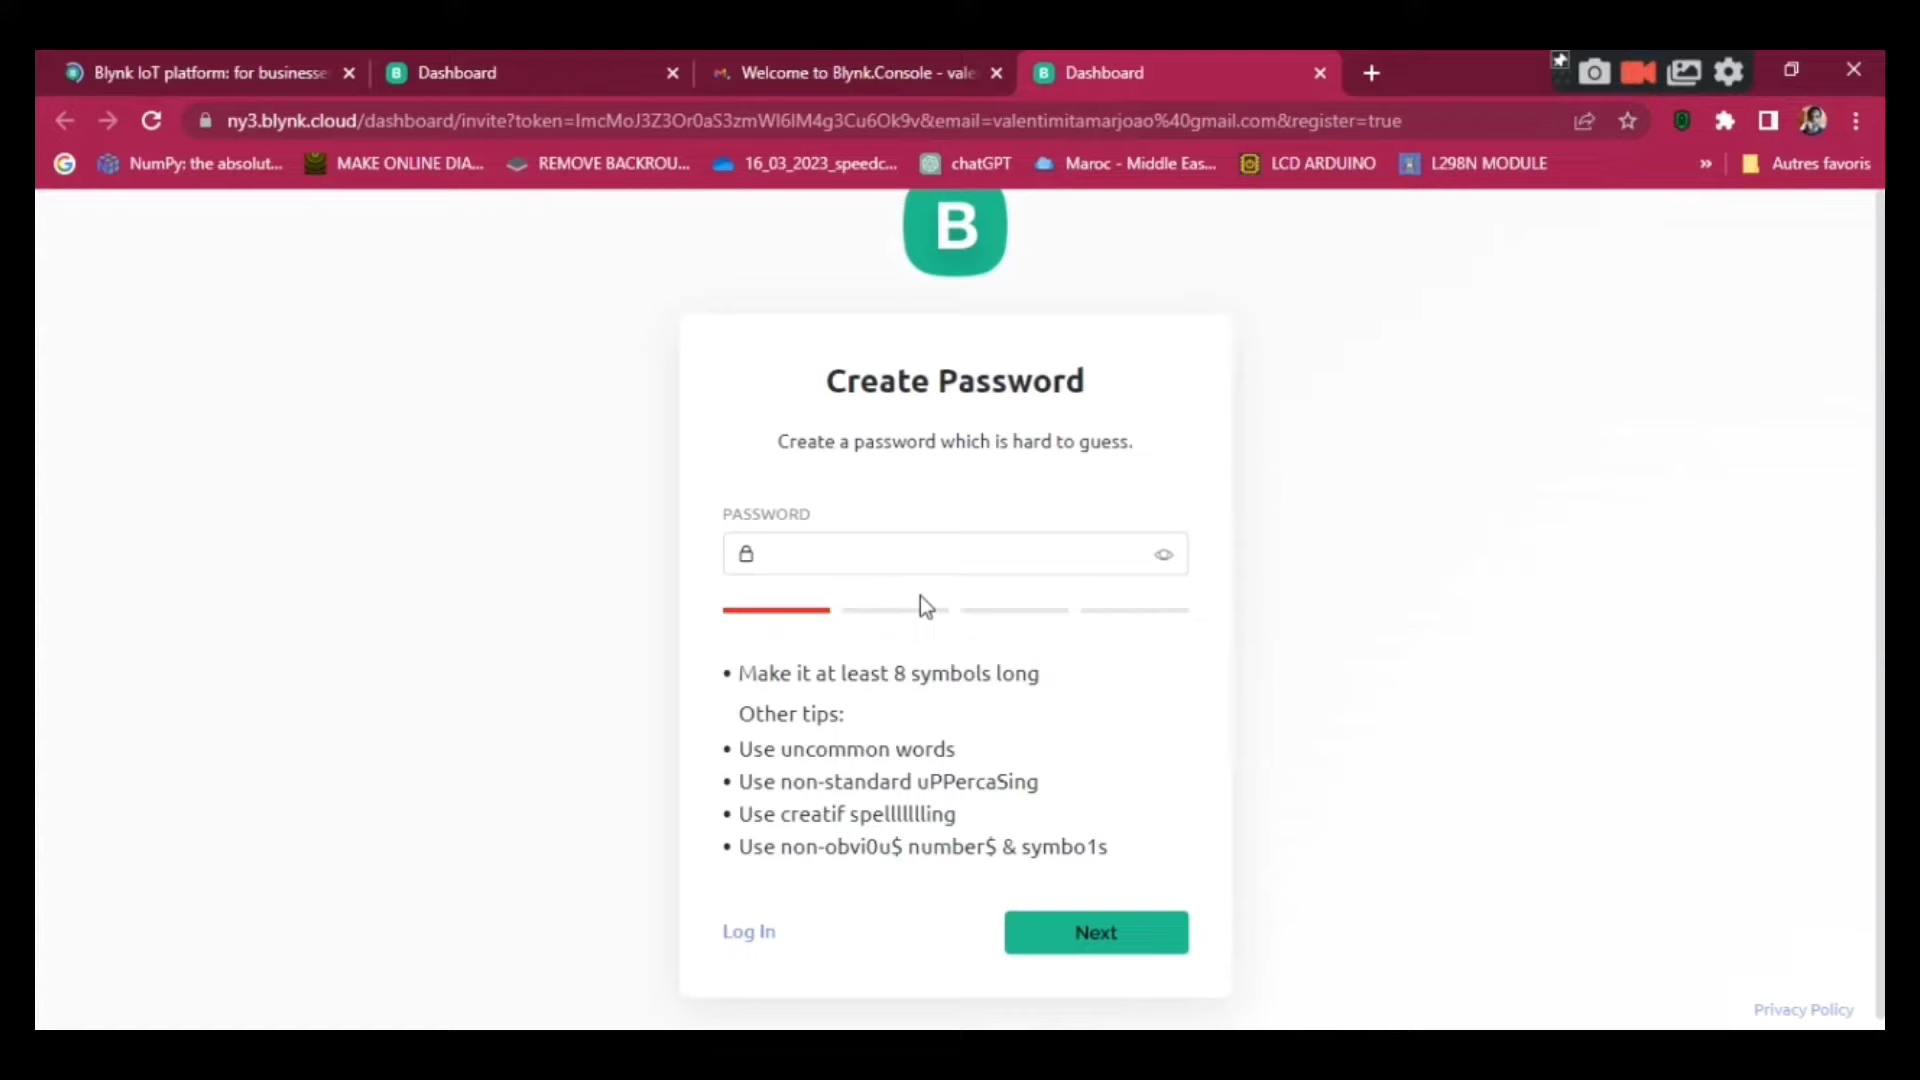 Blynk IoT platform: for businesse
Dashboard
Welcome to Blynk.Console - vale
Dashboard
ny3.blynk.cloud/dashboard/invite?token=ImcMoJ3Z3Or0aS3zmWl6IM4g3Cu6Ok9v&email=valentimitamarjoao%40gmail.com&register=true
NumPy: the absolut...
MAKE ONLINE DIA...
REMOVE BACKROU...
16_03_2023_speedc...
chatGPT
Maroc - Middle Eas...
LCD ARDUINO
L298N MODULE
»
Autres favoris
B
Create Password
Create a password which is hard to guess.
PASSWORD
• Make it at least 8 symbols long
Other tips:
• Use uncommon words
• Use non-standard uPPercaSing
• Use creatif spellllllling
• Use non-obvi0u$ number$ & symbo1s
Log In
Next
Privacy Policy